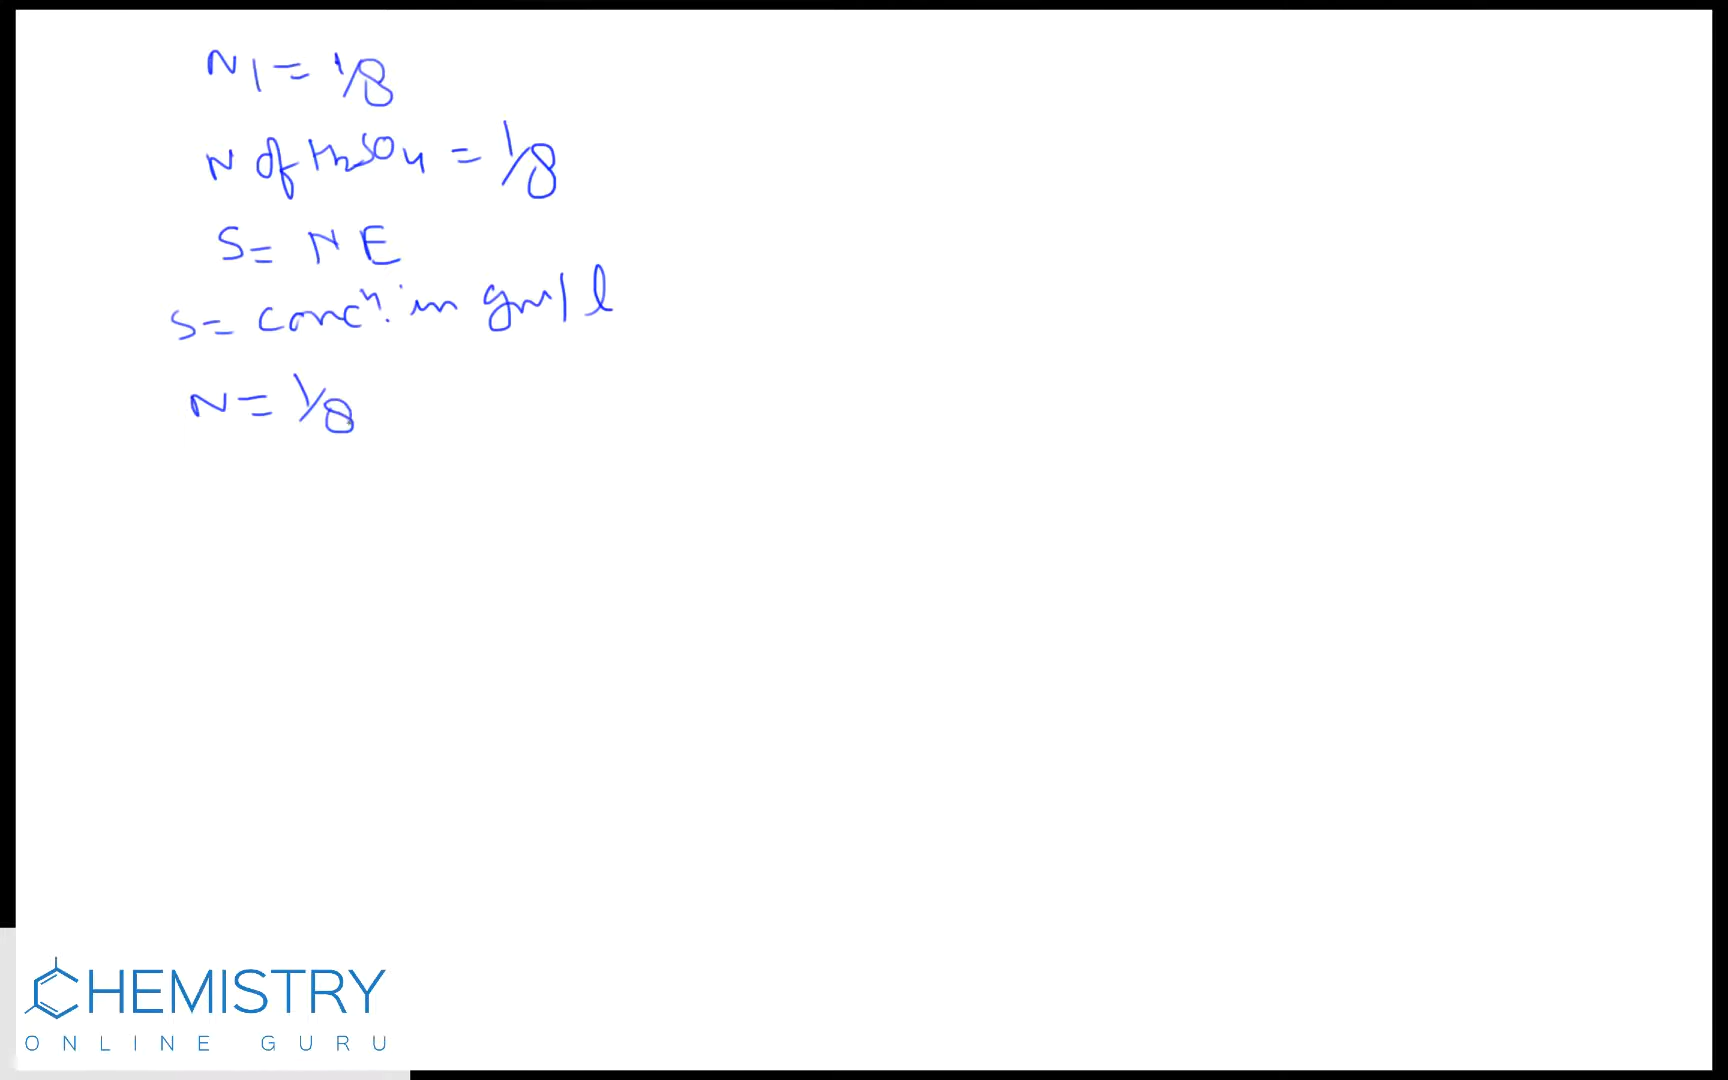 N1 = 1/8
N of H2SO4 = 1/8
S = N E
S = concn. in gm/l
N = 1/8
CHEMISTRY
ONLINE GURU